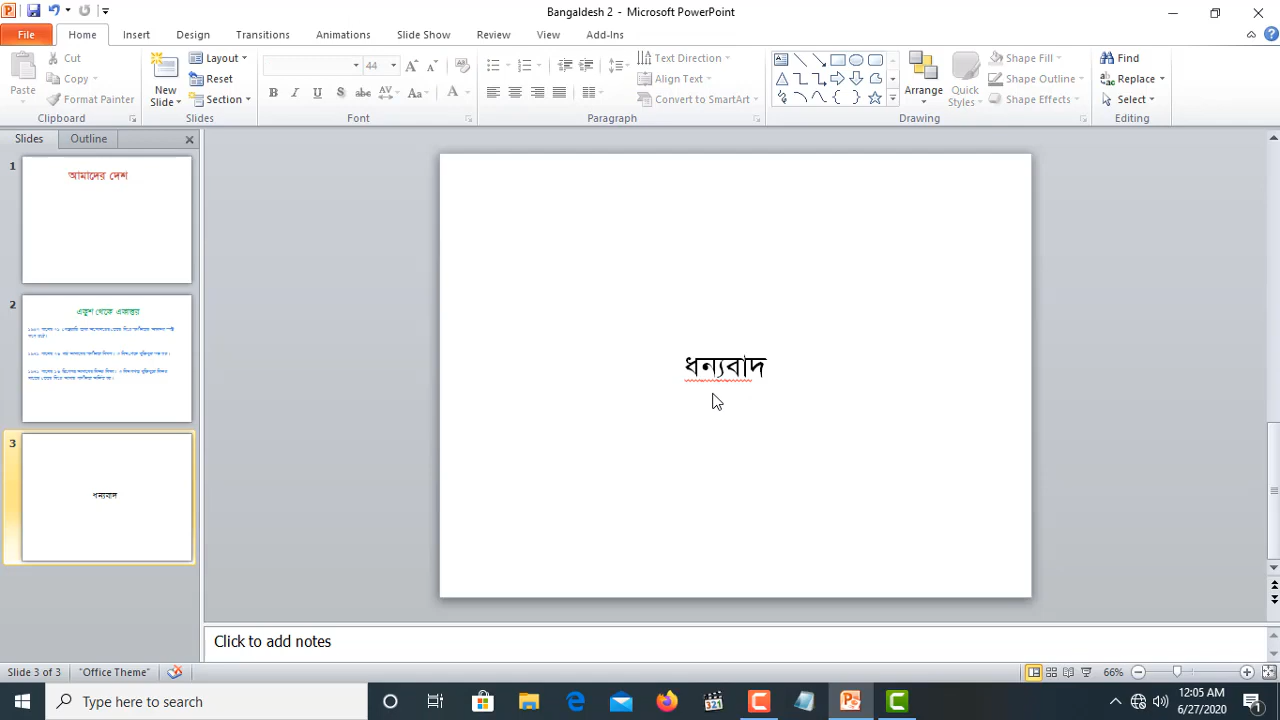 Bangaldesh 2 - Microsoft PowerPoint
File Home Insert Design Transitions Animations Slide Show Review View Add-Ins
Paste Cut Copy Format Painter Clipboard
New Slide Layout Reset Section Slides
44 Font
Text Direction Align Text Convert to SmartArt Paragraph
Arrange Quick Styles Shape Fill Shape Outline Shape Effects Drawing
Find Replace Select Editing
Slides Outline
1
আমাদের দেশ
2
একুশ থেকে একাত্তর
3
ধন্যবাদ
ধন্যবাদ
Click to add notes
Slide 3 of 3 "Office Theme" 66%
Type here to search
12:05 AM
6/27/2020